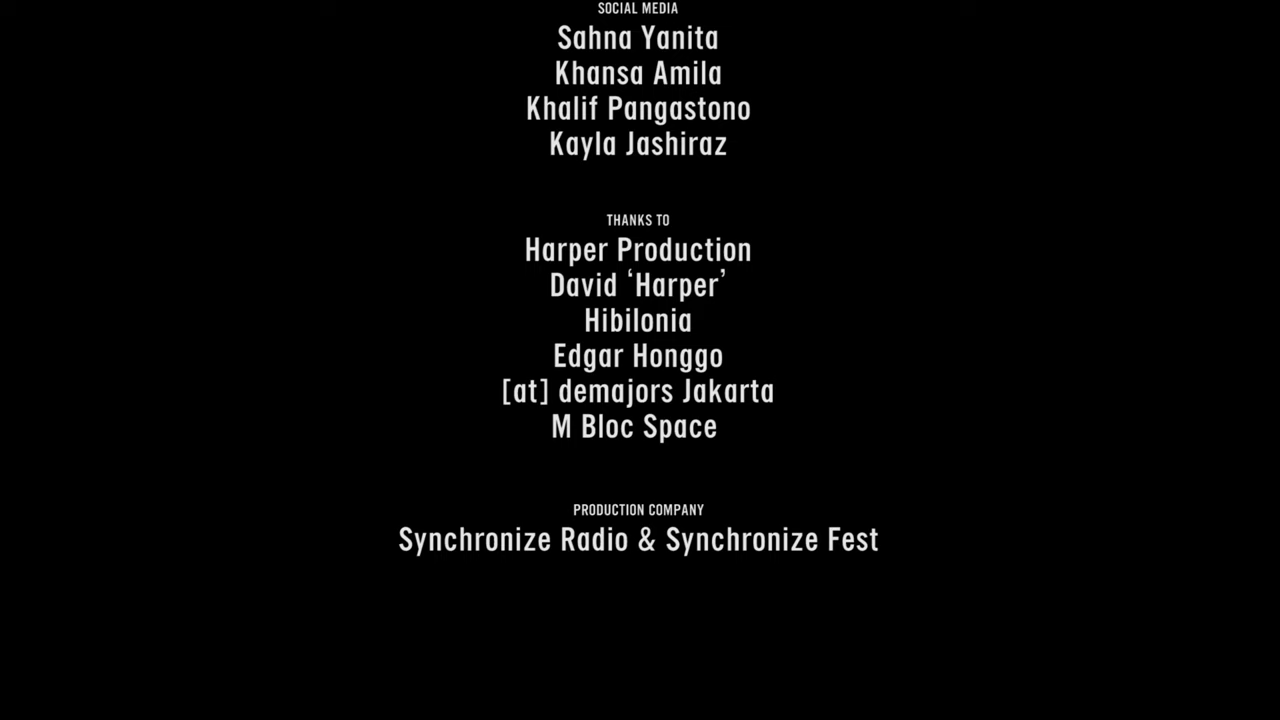 SOCIAL MEDIA
Sahna Yanita
Khansa Amila
Khalif Pangastono
Kayla Jashiraz
THANKS TO
Harper Production
David ‘Harper’
Hibilonia
Edgar Honggo
[at] demajors Jakarta
M Bloc Space
PRODUCTION COMPANY
Synchronize Radio & Synchronize Fest